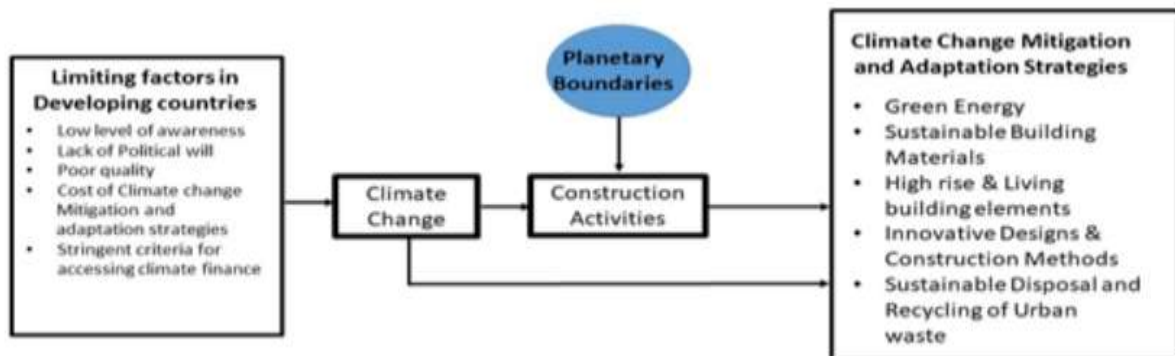 Limiting factors in
Developing countries
• Low level of awareness
• Lack of Political will
• Poor quality
• Cost of Climate change
Mitigation and
adaptation strategies
• Stringent criteria for
accessing climate finance
Climate
Change
Planetary
Boundaries
Construction
Activities
Climate Change Mitigation
and Adaptation Strategies
• Green Energy
• Sustainable Building
Materials
• High rise & Living
building elements
• Innovative Designs &
Construction Methods
• Sustainable Disposal and
Recycling of Urban
waste